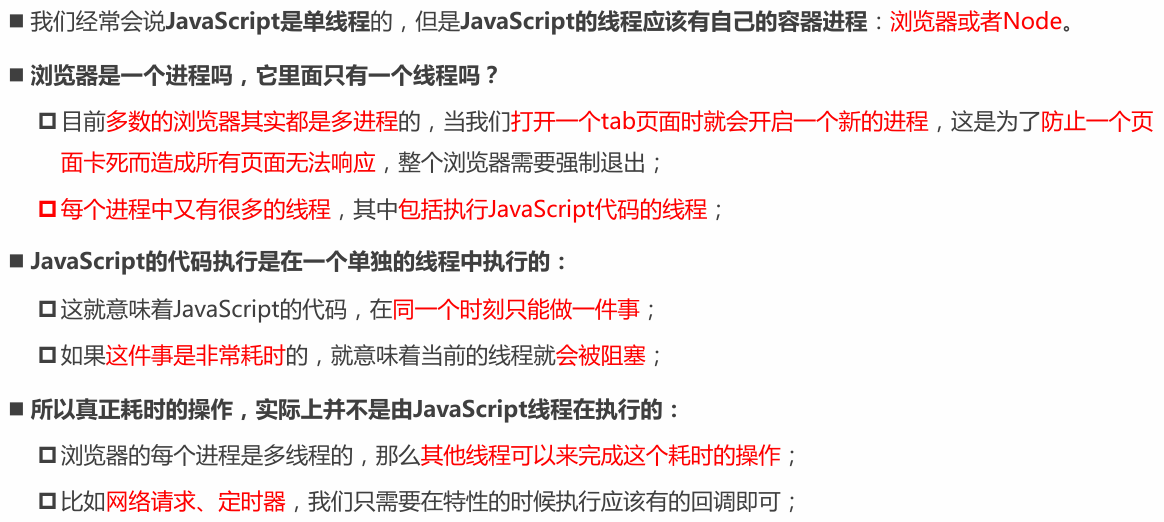 ■ 我们经常会说JavaScript是单线程的，但是JavaScript的线程应该有自己的容器进程：浏览器或者Node。
■ 浏览器是一个进程吗，它里面只有一个线程吗？
目前多数的浏览器其实都是多进程的，当我们打开一个tab页面时就会开启一个新的进程，这是为了防止一个页
面卡死而造成所有页面无法响应，整个浏览器需要强制退出；
每个进程中又有很多的线程，其中包括执行JavaScript代码的线程；
■ JavaScript的代码执行是在一个单独的线程中执行的：
这就意味着JavaScript的代码，在同一个时刻只能做一件事；
如果这件事是非常耗时的，就意味着当前的线程就会被阻塞；
■ 所以真正耗时的操作，实际上并不是由JavaScript线程在执行的：
浏览器的每个进程是多线程的，那么其他线程可以来完成这个耗时的操作；
比如网络请求、定时器，我们只需要在特性的时候执行应该有的回调即可；